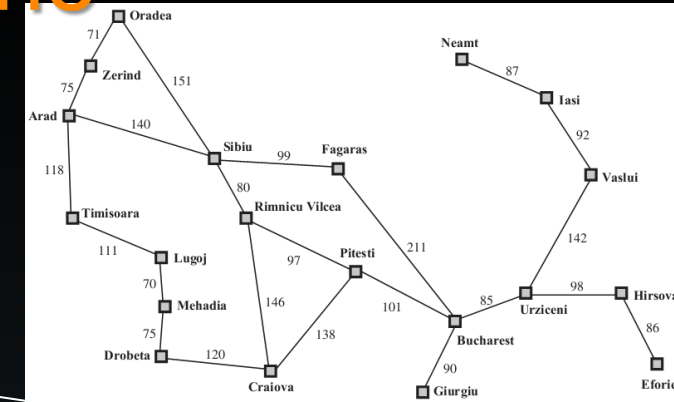 Oradea
71
Neamt
87
Zerind
151
Iasi
75
Arad
140
92
Sibiu
99
Fagaras
118
80
Vaslui
Rimnicu Vilcea
Timisoara
142
111
Lugoj
97
Pitesti
211
70
98
Hirsova
146
101
85
Mehadia
Urziceni
75
138
86
Bucharest
Drobeta
120
90
Craiova
Giurgiu
Eforie